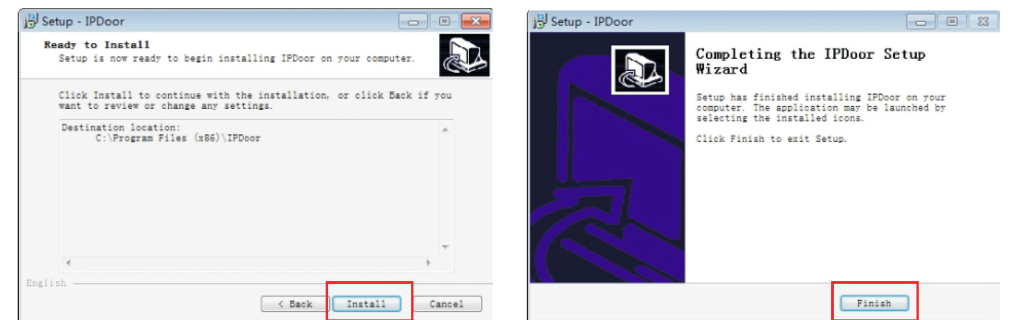 Setup - IPDoor
Ready to Install
Setup is now ready to begin installing IPDoor on your computer.
Click Install to continue with the installation, or click Back if you
want to review or change any settings.
Destination location:
C:\Program Files (x86)\IPDoor
English
< Back
Install
Cancel
Setup - IPDoor
Completing the IPDoor Setup
Wizard
Setup has finished installing IPDoor on your
computer. The application may be launched by
selecting the installed icons.
Click Finish to exit Setup.
Finish